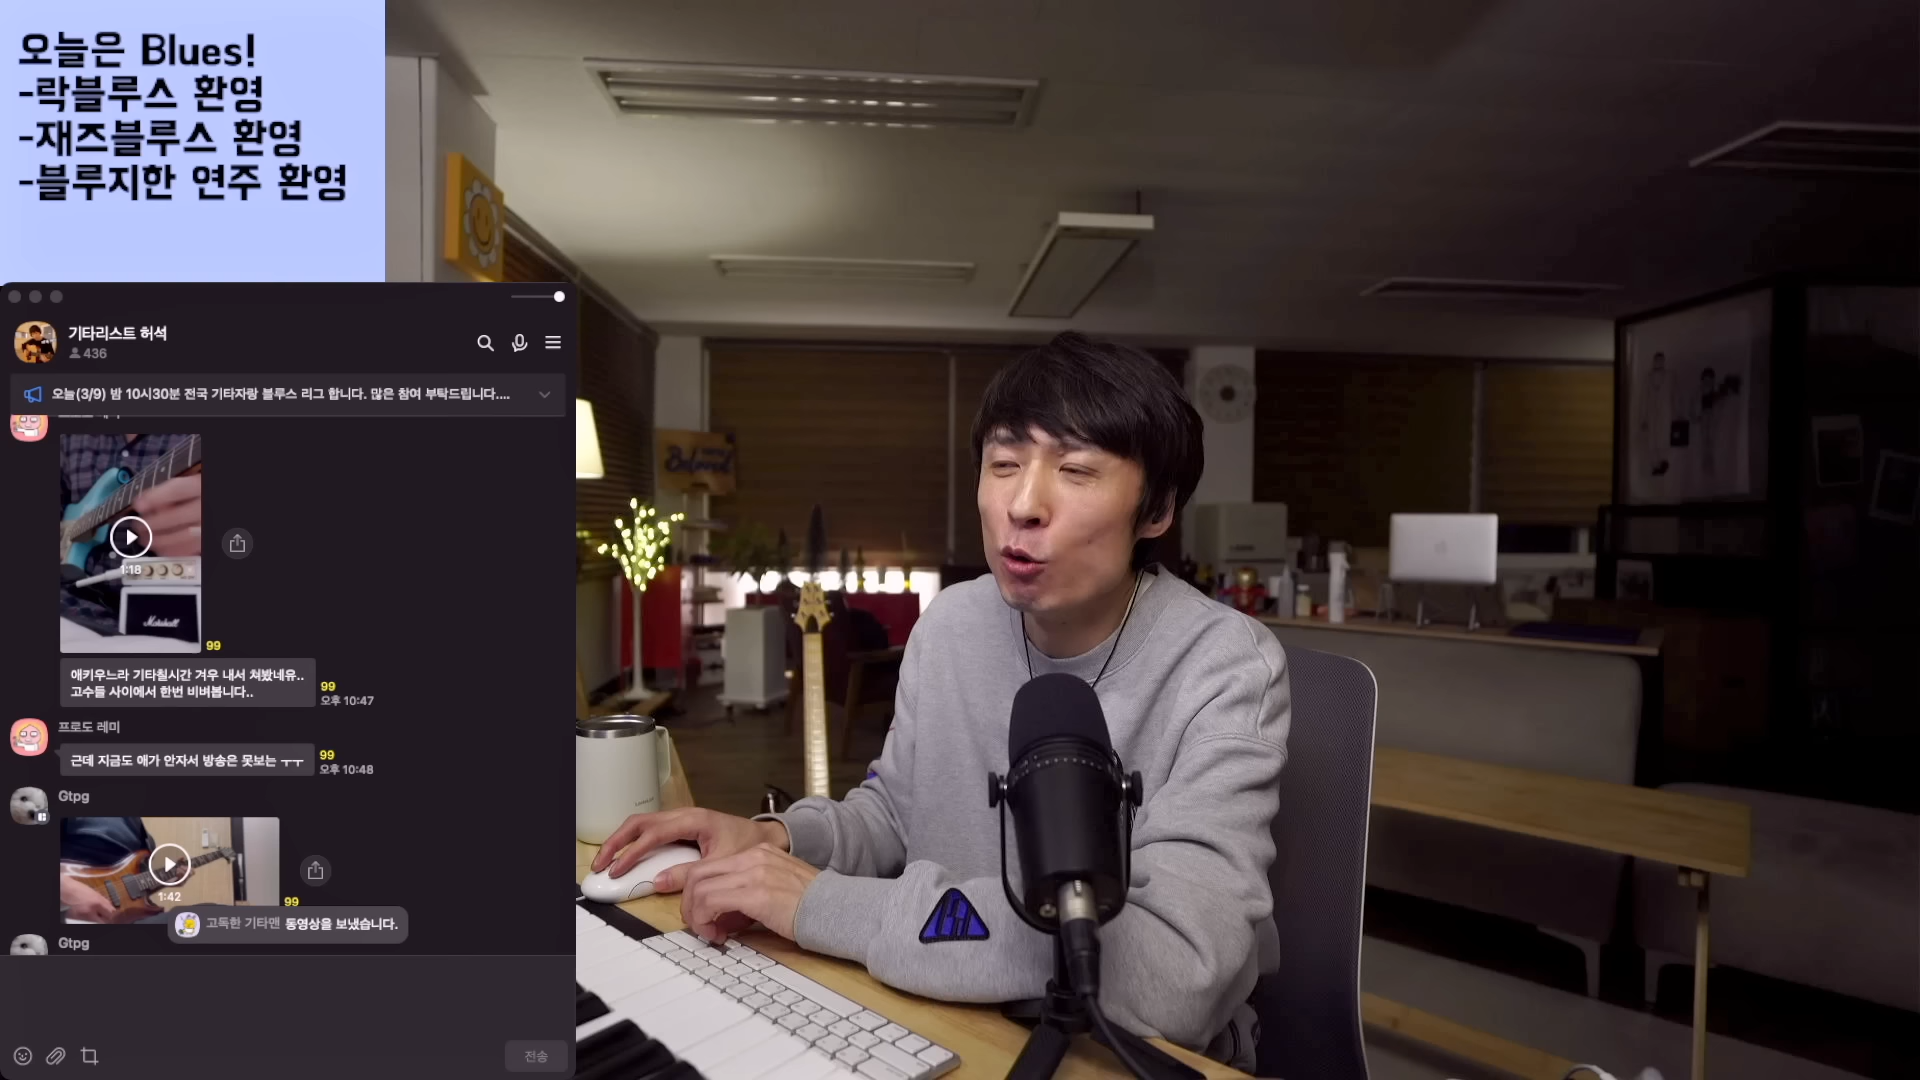 오늘은 Blues!
-락블루스 환영
-재즈블루스 환영
-블루지한 연주 환영
기타리스트 허석
436
오늘(3/9) 밤 10시30분 전국 기타자랑 블루스 리그 합니다. 많은 참여 부탁드립니다....
1:18
Marshall
99
애키우느라 기타칠시간 겨우 내서 쳐봤네유..
고수들 사이에서 한번 비벼봅니다..
99
오후 10:47
프로도 레미
근데 지금도 애가 안자서 방송은 못보는 ㅜㅜ
99
오후 10:48
Gtpg
1:42
99
고독한 기타맨 동영상을 보냈습니다.
Gtpg
전송
Beloved